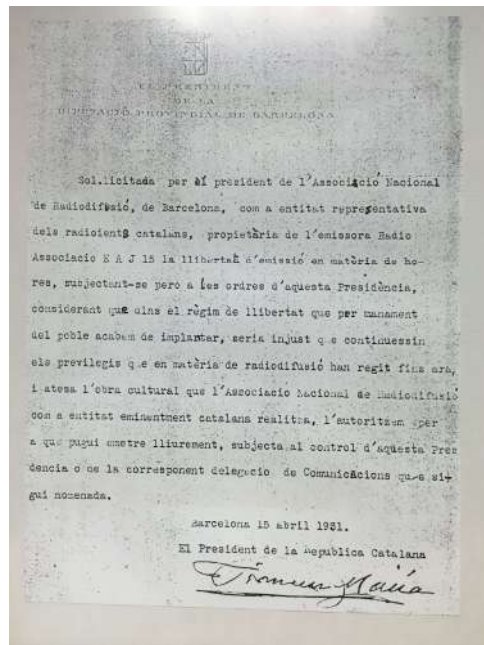 EL PRESIDENT
DE LA
DIPUTACIÓ PROVINCIAL DE BARCELONA
Sol.licitada per el president de l'Associació Nacional
de Radiodifusió, de Barcelona, com a entitat representativa
dels radioients catalans, propietària de l'emissora Radio
Associacio E A J 15 la llibertat d'emissió en matèria de ho-
res, subjectant-se pero a les ordres d'aquesta Presidència,
considerant que dins el règim de llibertat que per manament
del poble acabem de implantar, seria injust que continuessin
els previlegis que en matèria de radiodifusió han regit fins ara,
i atesa l'obra cultural que l'Associacio Nacional de Radiodifusió
com a entitat eminentment catalana realitza, l'autoritzem per
a que pugui emetre lliurement, subjecta al control d'aquesta Pres
dencia o de la corresponent delegacio de Comunicacions que si-
gui nomenada.
Barcelona 15 abril 1931.
El President de la Republica Catalana
Francesc Macià